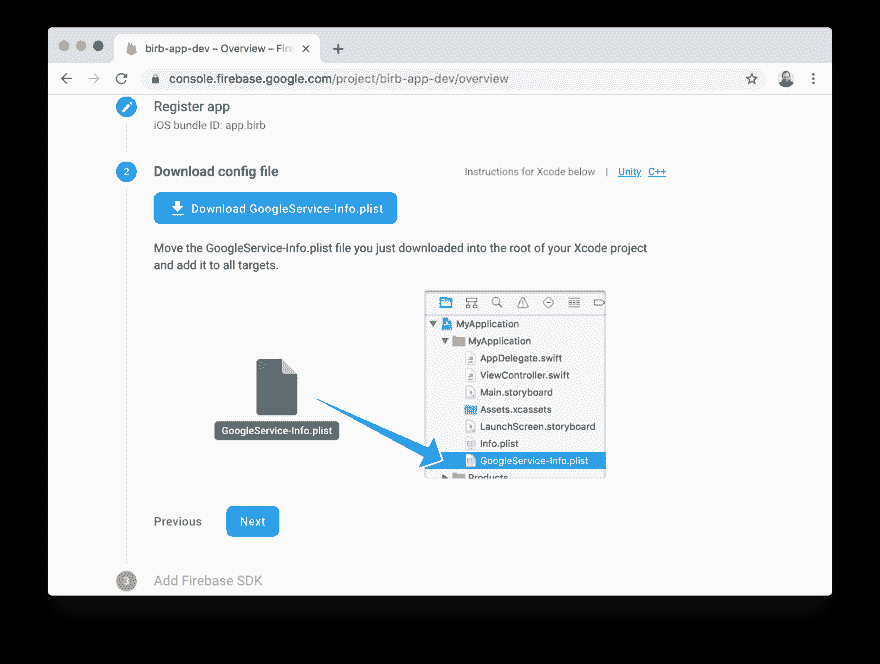 birb-app-dev – Overview – Fire
console.firebase.google.com/project/birb-app-dev/overview
Register app
iOS bundle ID: app.birb
2
Download config file
Instructions for Xcode below | Unity C++
Download GoogleService-Info.plist
Move the GoogleService-Info.plist file you just downloaded into the root of your Xcode project
and add it to all targets.
MyApplication
MyApplication
AppDelegate.swift
ViewController.swift
Main.storyboard
Assets.xcassets
LaunchScreen.storyboard
Info.plist
GoogleService-Info.plist
Products
GoogleService-Info.plist
Previous
Next
3
Add Firebase SDK